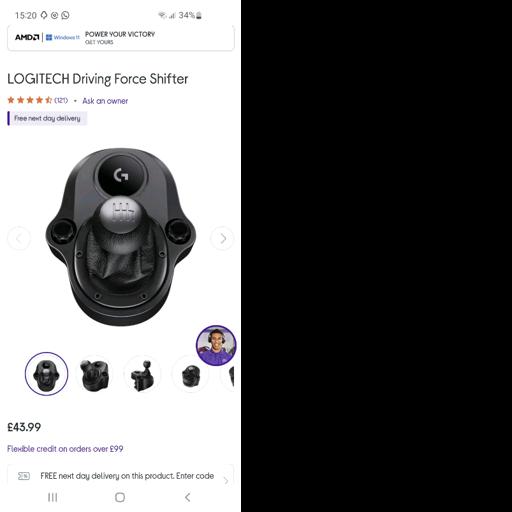 15:20
34%
AMD
Windows 11
POWER YOUR VICTORY
GET YOURS
LOGITECH Driving Force Shifter
(121) • Ask an owner
Free next day delivery
£43.99
Flexible credit on orders over £99
FREE next day delivery on this product. Enter code